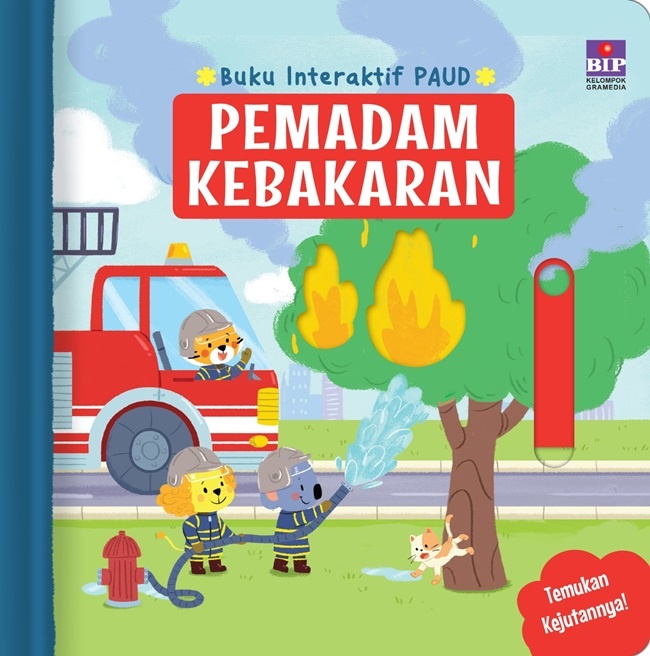 Buku Interaktif PAUD
BIP
KELOMPOK
GRAMEDIA
PEMADAM
KEBAKARAN
Temukan
Kejutannya!